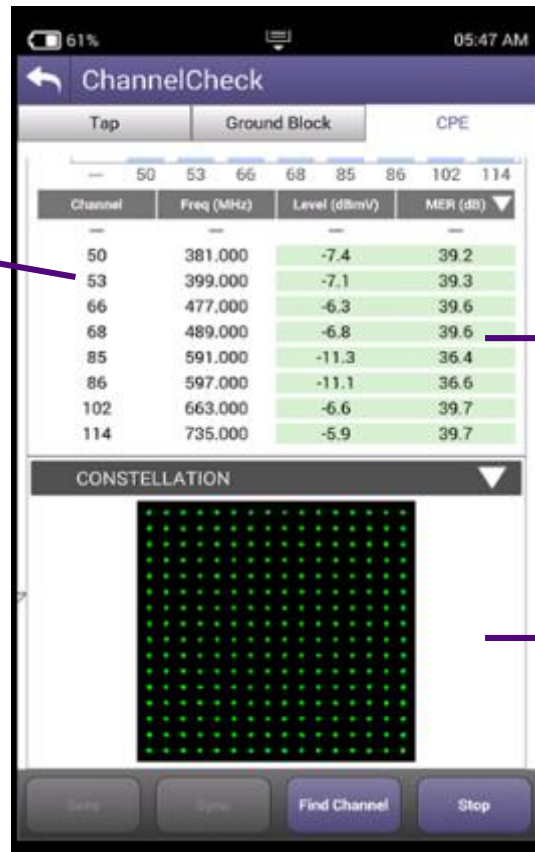 61% 05:47 AM
ChannelCheck
Tap Ground Block CPE
— 50 53 66 68 85 86 102 114
Channel Freq (MHz) Level (dBmV) MER (dB)
— — — —
50 381.000 -7.4 39.2
53 399.000 -7.1 39.3
66 477.000 -6.3 39.6
68 489.000 -6.8 39.6
85 591.000 -11.3 36.4
86 597.000 -11.1 36.6
102 663.000 -6.6 39.7
114 735.000 -5.9 39.7
CONSTELLATION
Save Sync Find Channel Stop